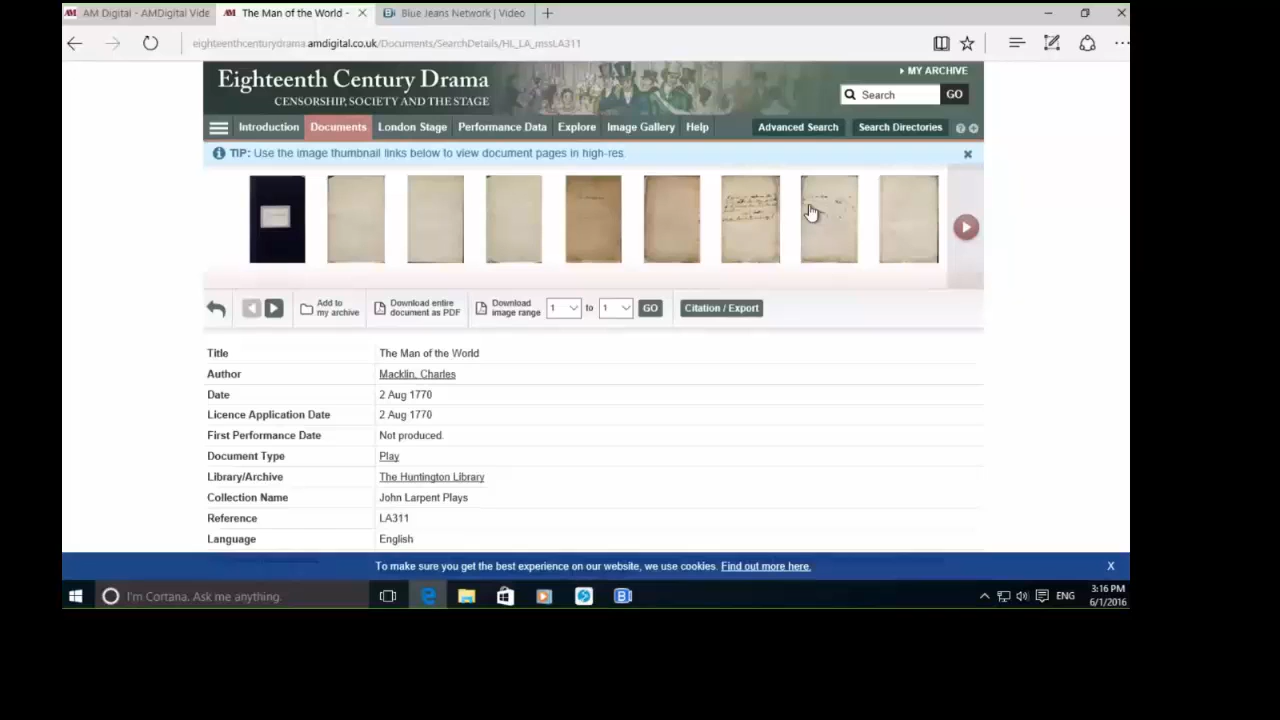 AM Digital - AMDigital Vide
The Man of the World -
Blue Jeans Network | Video
eighteenthcenturydrama.amdigital.co.uk/Documents/SearchDetails/HL_LA_mssLA311
Eighteenth Century Drama
CENSORSHIP, SOCIETY AND THE STAGE
MY ARCHIVE
Search GO
Introduction Documents London Stage Performance Data Explore Image Gallery Help Advanced Search Search Directories
TIP: Use the image thumbnail links below to view document pages in high-res.
Add to my archive
Download entire document as PDF
Download image range 1 to 1 GO
Citation / Export
Title The Man of the World
Author Macklin, Charles
Date 2 Aug 1770
Licence Application Date 2 Aug 1770
First Performance Date Not produced.
Document Type Play
Library/Archive The Huntington Library
Collection Name John Larpent Plays
Reference LA311
Language English
To make sure you get the best experience on our website, we use cookies. Find out more here. X
I'm Cortana. Ask me anything.
ENG
3:16 PM
6/1/2016